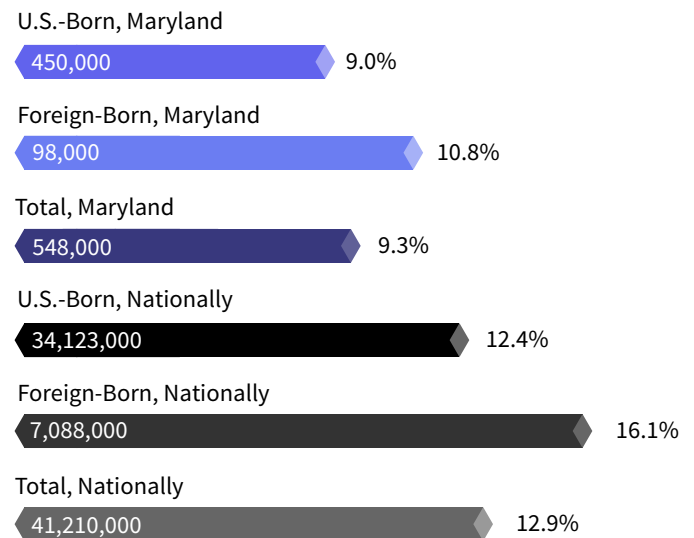 U.S.-Born, Maryland
450,000 9.0%
Foreign-Born, Maryland
98,000 10.8%
Total, Maryland
548,000 9.3%
U.S.-Born, Nationally
34,123,000 12.4%
Foreign-Born, Nationally
7,088,000 16.1%
Total, Nationally
41,210,000 12.9%